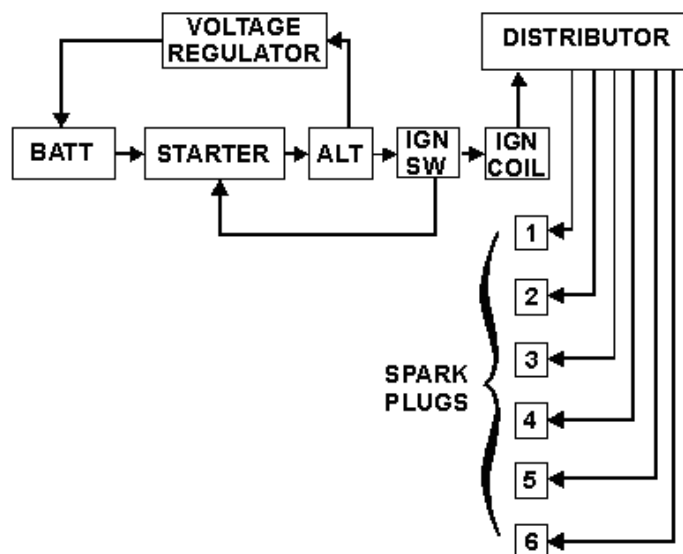 VOLTAGE
REGULATOR
DISTRIBUTOR
BATT
STARTER
ALT
IGN
SW
IGN
COIL
SPARK
PLUGS
1
2
3
4
5
6